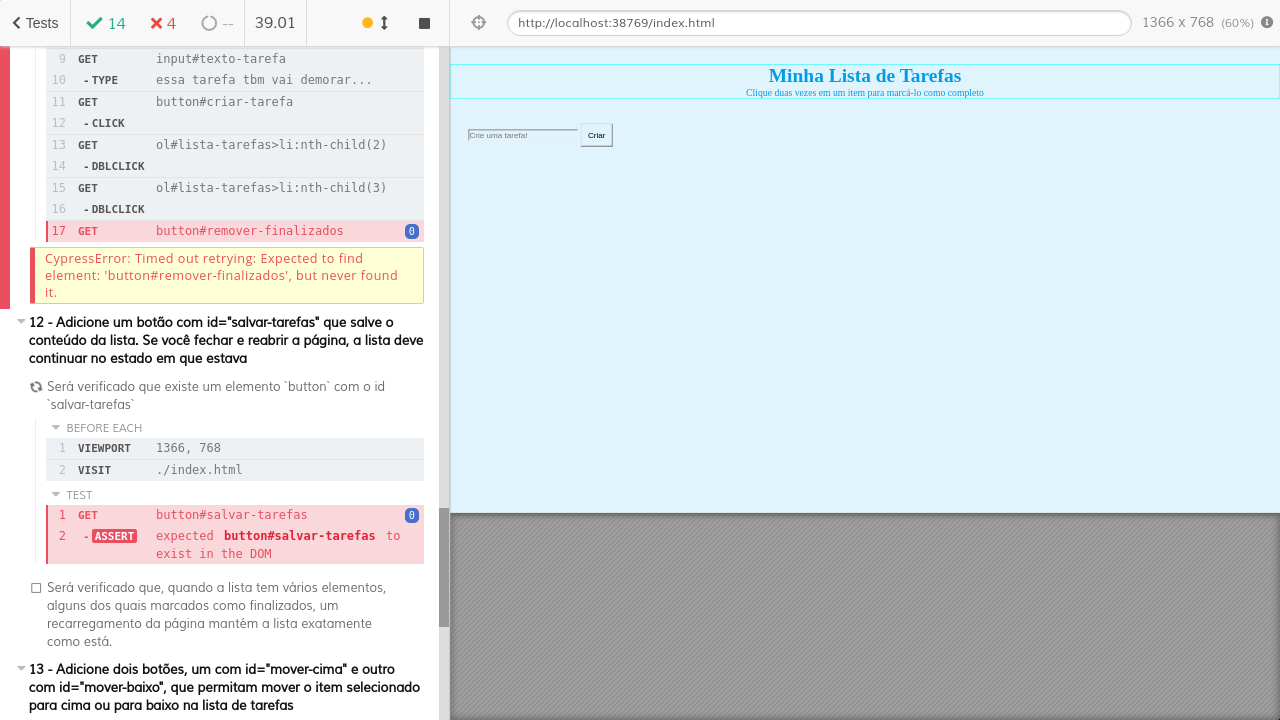 Tests
14
4
--
39.01
http://localhost:38769/index.html
1366 x 768 (60%)
9 GET input#texto-tarefa
10 - TYPE essa tarefa tbm vai demorar...
11 GET button#criar-tarefa
12 - CLICK
13 GET ol#lista-tarefas>li:nth-child(2)
14 - DBLCLICK
15 GET ol#lista-tarefas>li:nth-child(3)
16 - DBLCLICK
17 GET button#remover-finalizados 0
CypressError: Timed out retrying: Expected to find
element: 'button#remover-finalizados', but never found
it.
12 - Adicione um botão com id="salvar-tarefas" que salve o
conteúdo da lista. Se você fechar e reabrir a página, a lista deve
continuar no estado em que estava
Será verificado que existe um elemento `button` com o id
`salvar-tarefas`
BEFORE EACH
1 VIEWPORT 1366, 768
2 VISIT ./index.html
TEST
1 GET button#salvar-tarefas 0
2 - ASSERT expected button#salvar-tarefas to
exist in the DOM
Será verificado que, quando a lista tem vários elementos,
alguns dos quais marcados como finalizados, um
recarregamento da página mantém a lista exatamente
como está.
13 - Adicione dois botões, um com id="mover-cima" e outro
com id="mover-baixo", que permitam mover o item selecionado
para cima ou para baixo na lista de tarefas
Minha Lista de Tarefas
Clique duas vezes em um item para marcá-lo como completo
Crie uma tarefa!
Criar